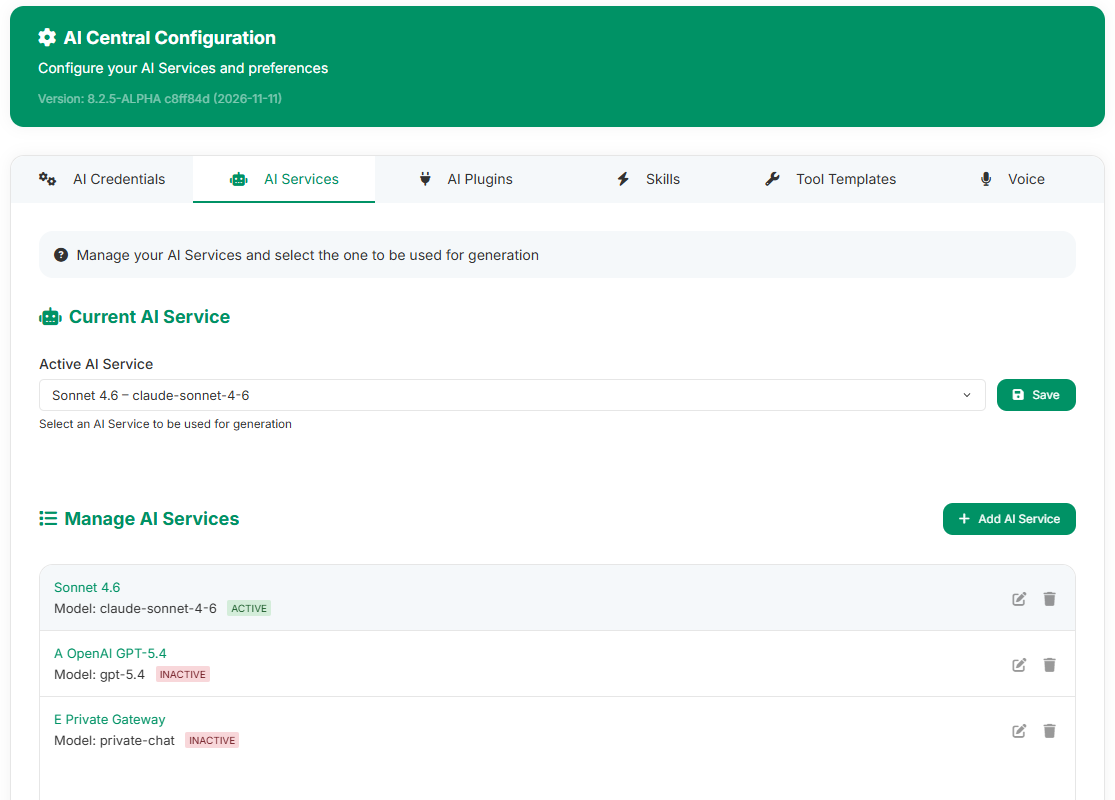 AI Central Configuration
Configure your AI Services and preferences
Version: 8.2.5-ALPHA c8ff84d (2026-11-11)
AI Credentials AI Services AI Plugins Skills Tool Templates Voice
Manage your AI Services and select the one to be used for generation
Current AI Service
Active AI Service
Sonnet 4.6 – claude-sonnet-4-6 Save
Select an AI Service to be used for generation
Manage AI Services + Add AI Service
Sonnet 4.6
Model: claude-sonnet-4-6 ACTIVE
A OpenAI GPT-5.4
Model: gpt-5.4 INACTIVE
E Private Gateway
Model: private-chat INACTIVE